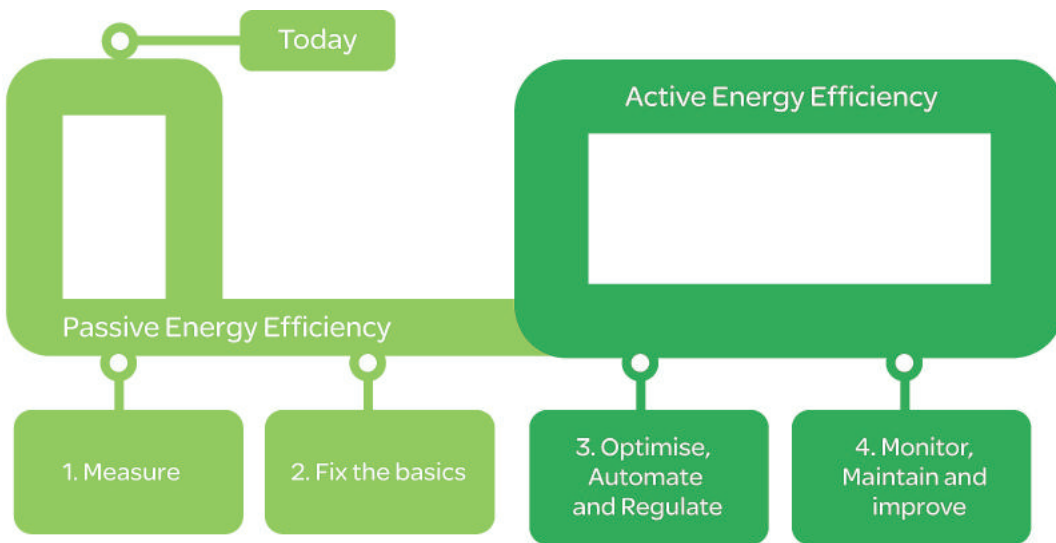 Today
Active Energy Efficiency
Passive Energy Efficiency
1. Measure
2. Fix the basics
3. Optimise,
Automate
and Regulate
4. Monitor,
Maintain and
improve